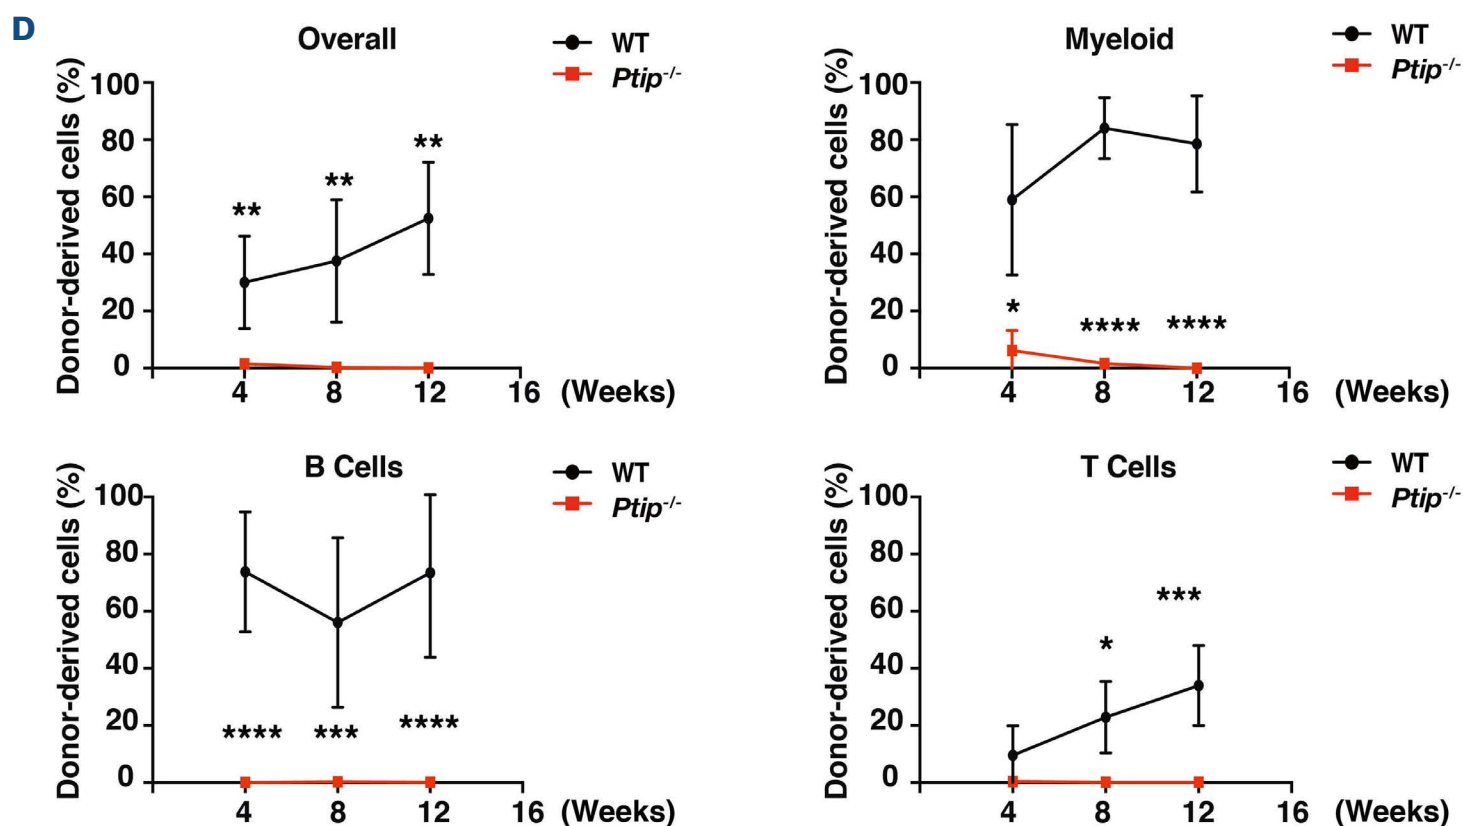 D
Overall
WT
Ptip-/-
Donor-derived cells (%)
100
80
60
40
20
0
**
**
**
4 8 12 16 (Weeks)
Myeloid
WT
Ptip-/-
Donor-derived cells (%)
100
80
60
40
20
0
*
****
****
4 8 12 16 (Weeks)
B Cells
WT
Ptip-/-
Donor-derived cells (%)
100
80
60
40
20
0
****
***
****
4 8 12 16 (Weeks)
T Cells
WT
Ptip-/-
Donor-derived cells (%)
100
80
60
40
20
0
*
***
4 8 12 16 (Weeks)